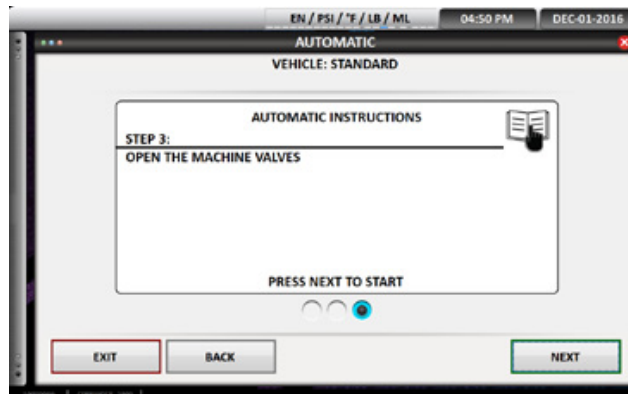 EN / PSI / °F / LB / ML 04:50 PM DEC-01-2016
AUTOMATIC
VEHICLE: STANDARD
AUTOMATIC INSTRUCTIONS
STEP 3:
OPEN THE MACHINE VALVES
PRESS NEXT TO START
EXIT BACK NEXT